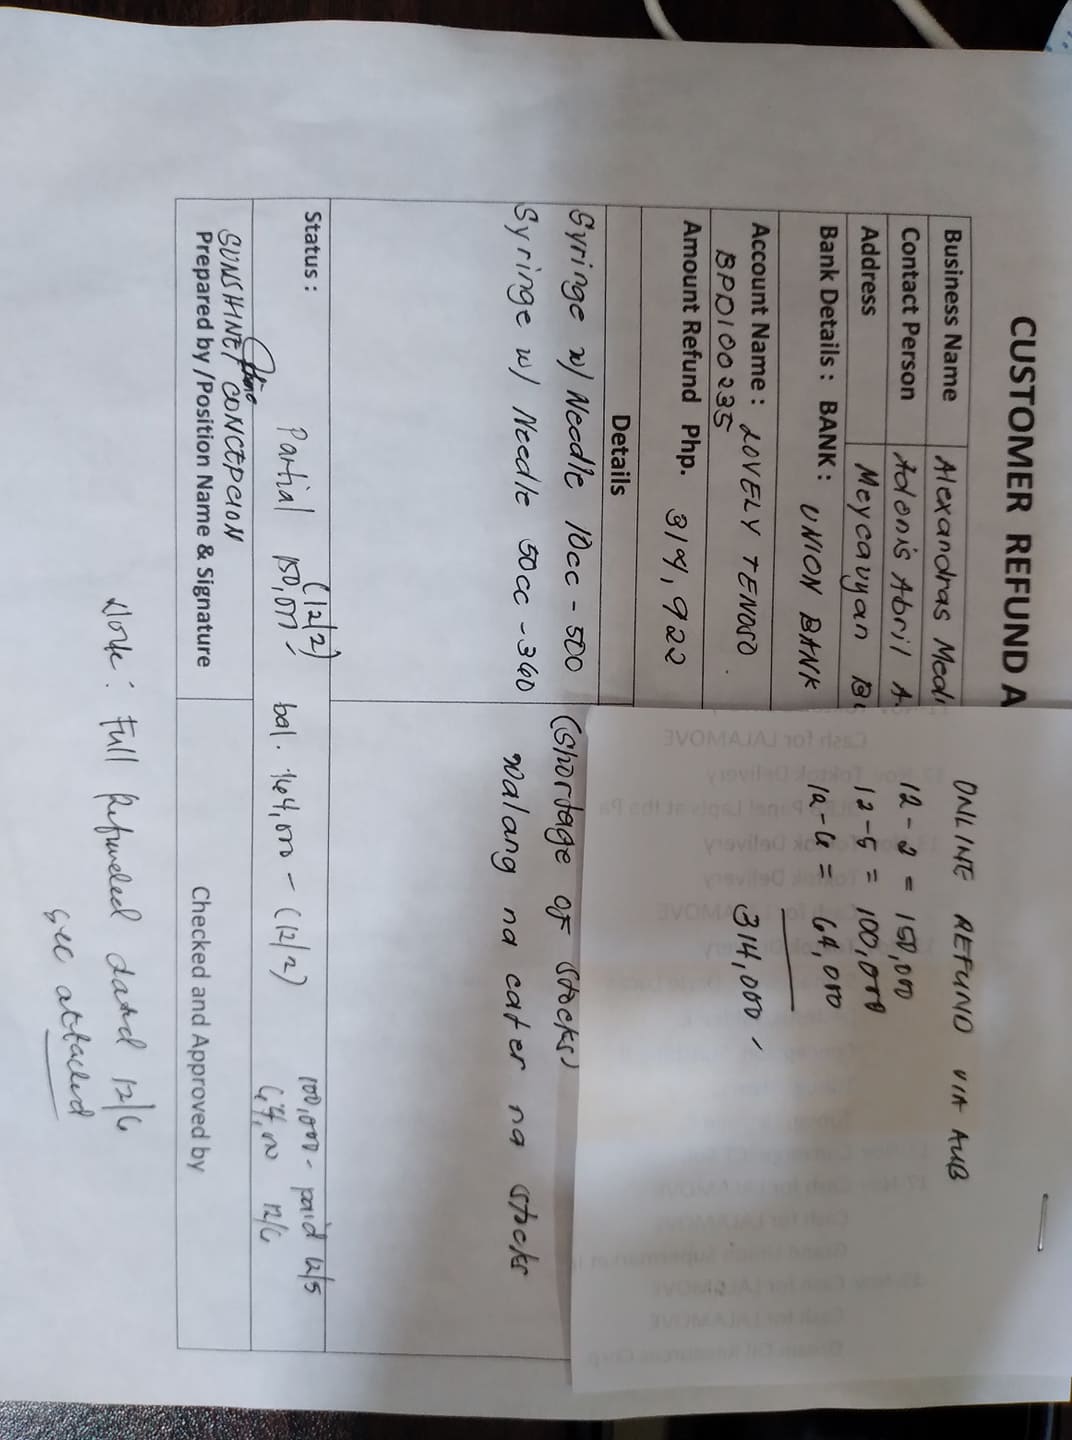 CUSTOMER REFUND A
Business Name Alexandras Medi
Contact Person Adonis Abril A.
Address Meycauyan Bu
Bank Details : BANK : UNION BANK
Account Name : LOVELY TENOSO.
BPD100235
Amount Refund Php. 314,922
Details
Syringe w/ Needle 10cc - 500 (Shortage of Stocks)
Syringe w/ Needle 50cc - 360 walang na cater na stocks
Status : Partial 150,000 (12/2) bal. 164,000 - (12/2) 100,000 - paid 12/5
64,000 12/6
SUNSHINE CONCEPCION
Prepared by /Position Name & Signature Checked and Approved by
Note: Full Refunded dated 12/6
see attached
ONLINE REFUND VIA AUB
12 - 2 = 150,000
12 - 5 = 100,000
12 - 6 = 64,000
314,000